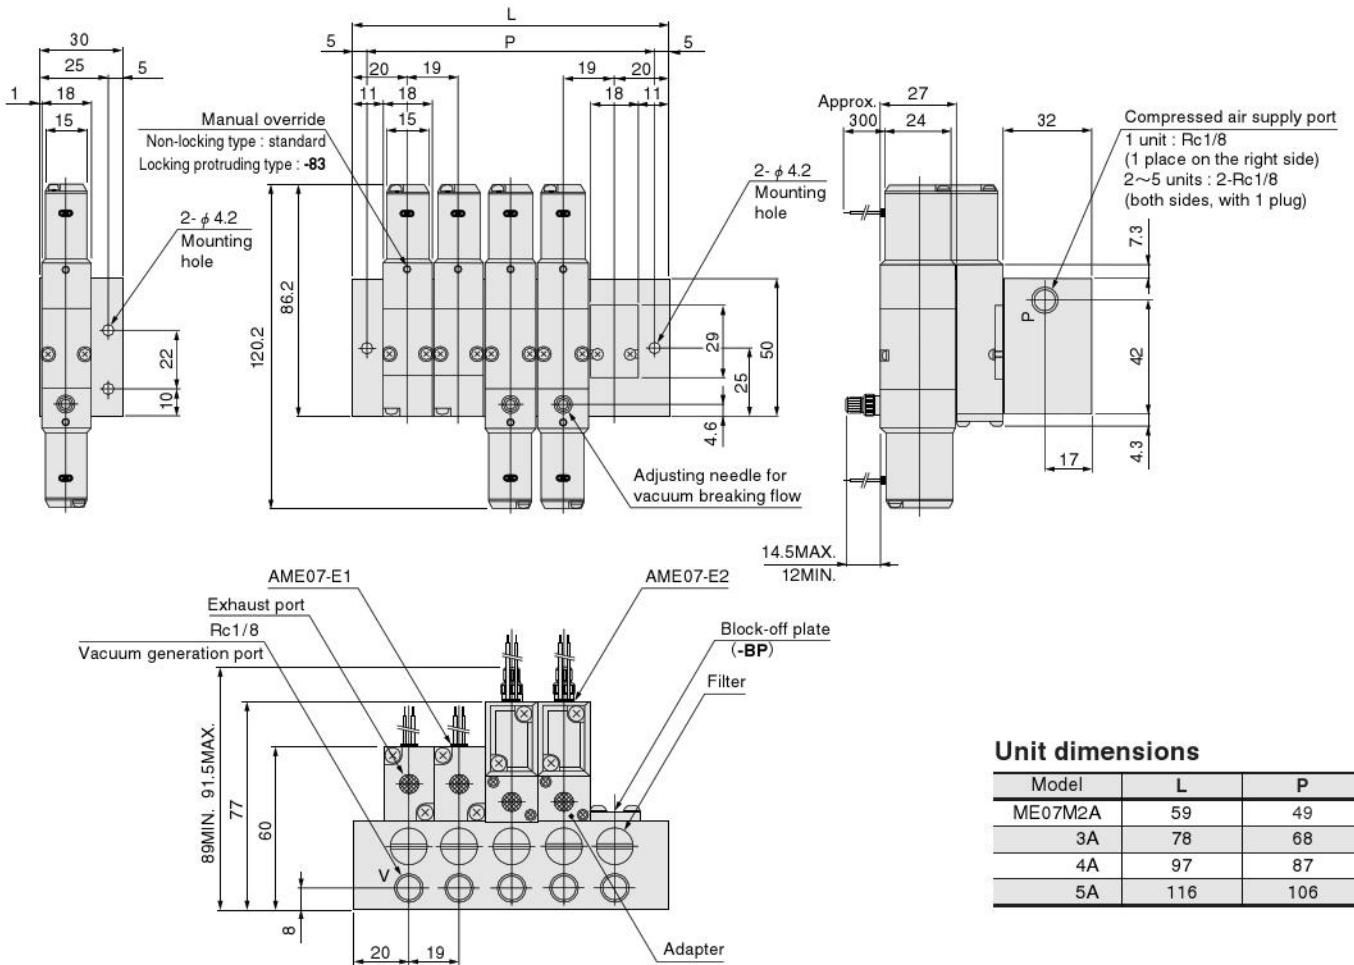 L
30
5
P
5
25
5
20
19
19
20
1
18
11
18
18
11
15
15
Manual override
Non-locking type : standard
Locking protruding type : -83
2- φ 4.2
Mounting
hole
2- φ 4.2
Mounting
hole
22
10
120.2
86.2
29
50
25
4.6
Adjusting needle for
vacuum breaking flow
Approx.
27
300
24
32
Compressed air supply port
1 unit : Rc1/8
(1 place on the right side)
2～5 units : 2-Rc1/8
(both sides, with 1 plug)
7.3
P
42
4.3
17
14.5MAX.
12MIN.
AME07-E1
AME07-E2
Exhaust port
Rc1/8
Vacuum generation port
Block-off plate
(-BP)
Filter
89MIN. 91.5MAX.
77
60
V
8
20
19
Adapter
Unit dimensions
Model L P
ME07M2A 59 49
3A 78 68
4A 97 87
5A 116 106